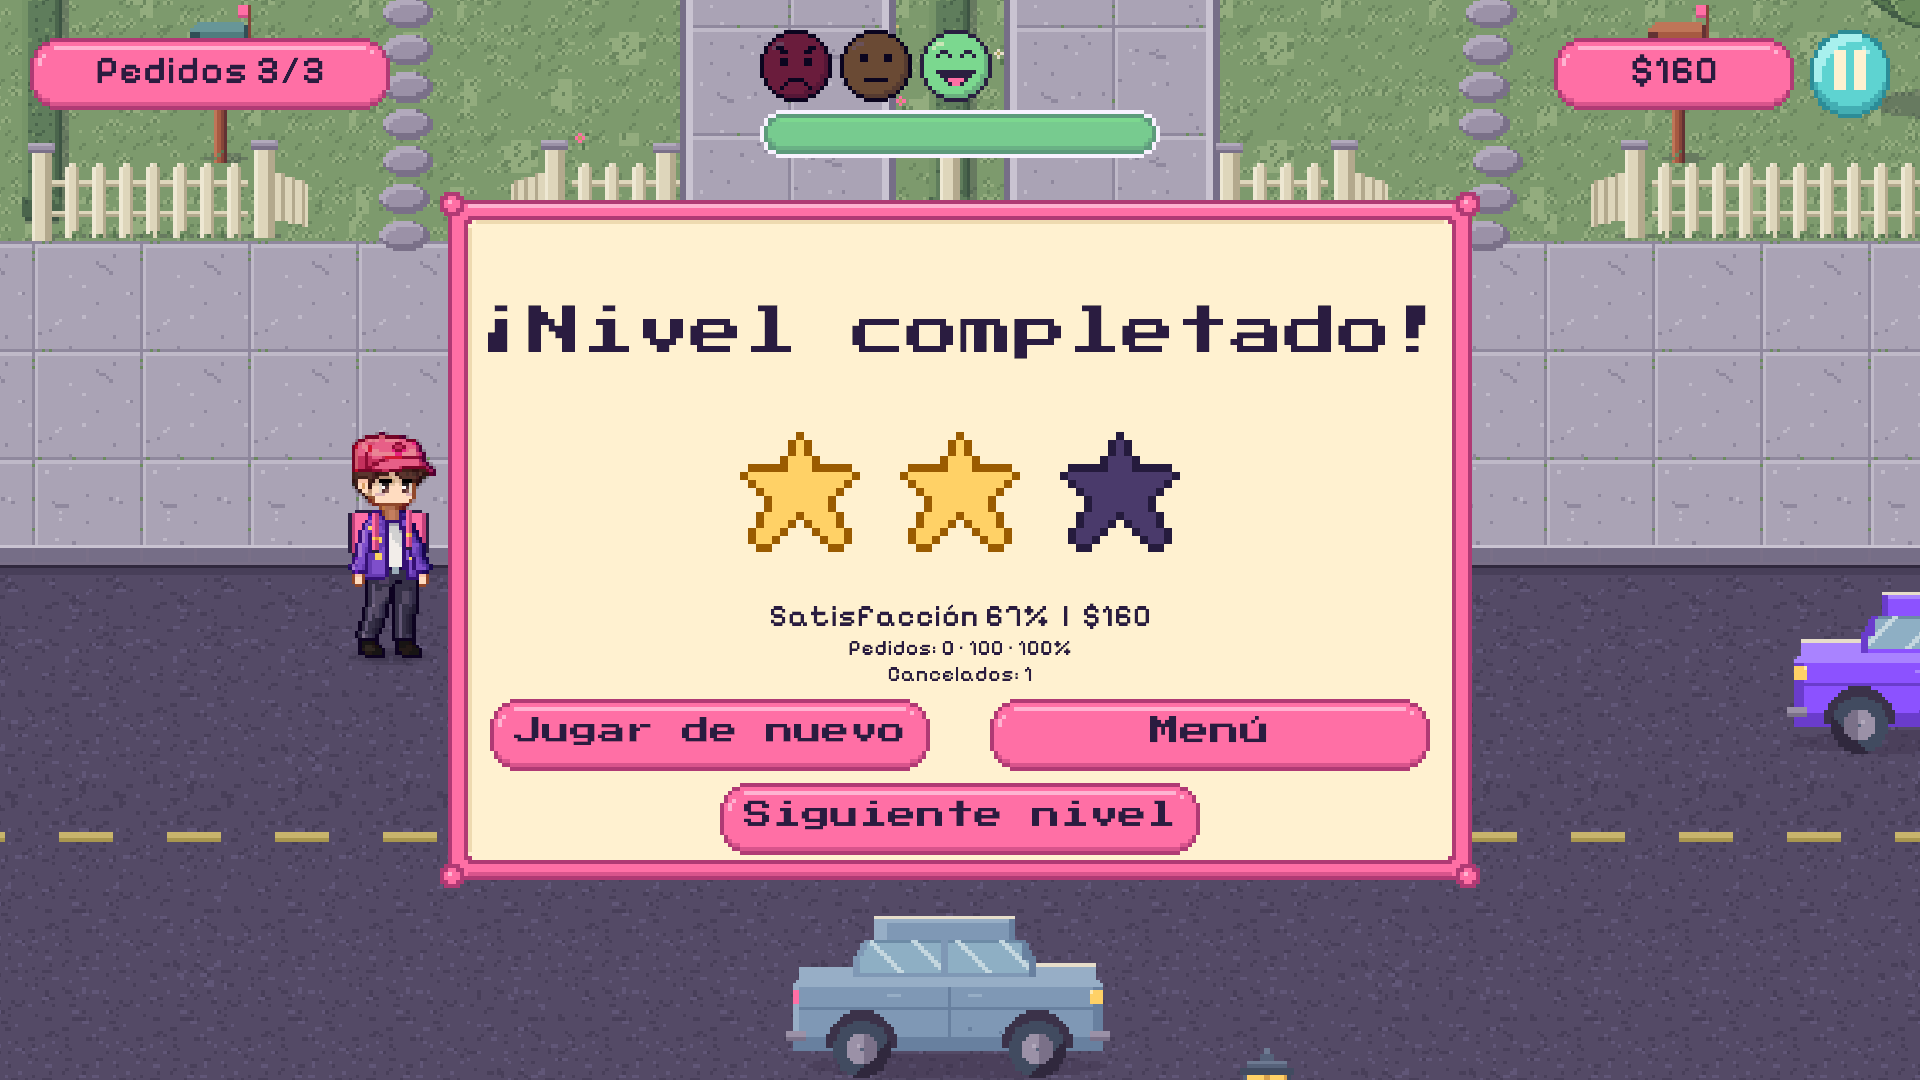 Pedidos 3/3
$160
¡Nivel completado!
Satisfacción 67% | $160
Pedidos: 0 · 100 · 100%
Cancelados: 1
Jugar de nuevo
Menú
Siguiente nivel